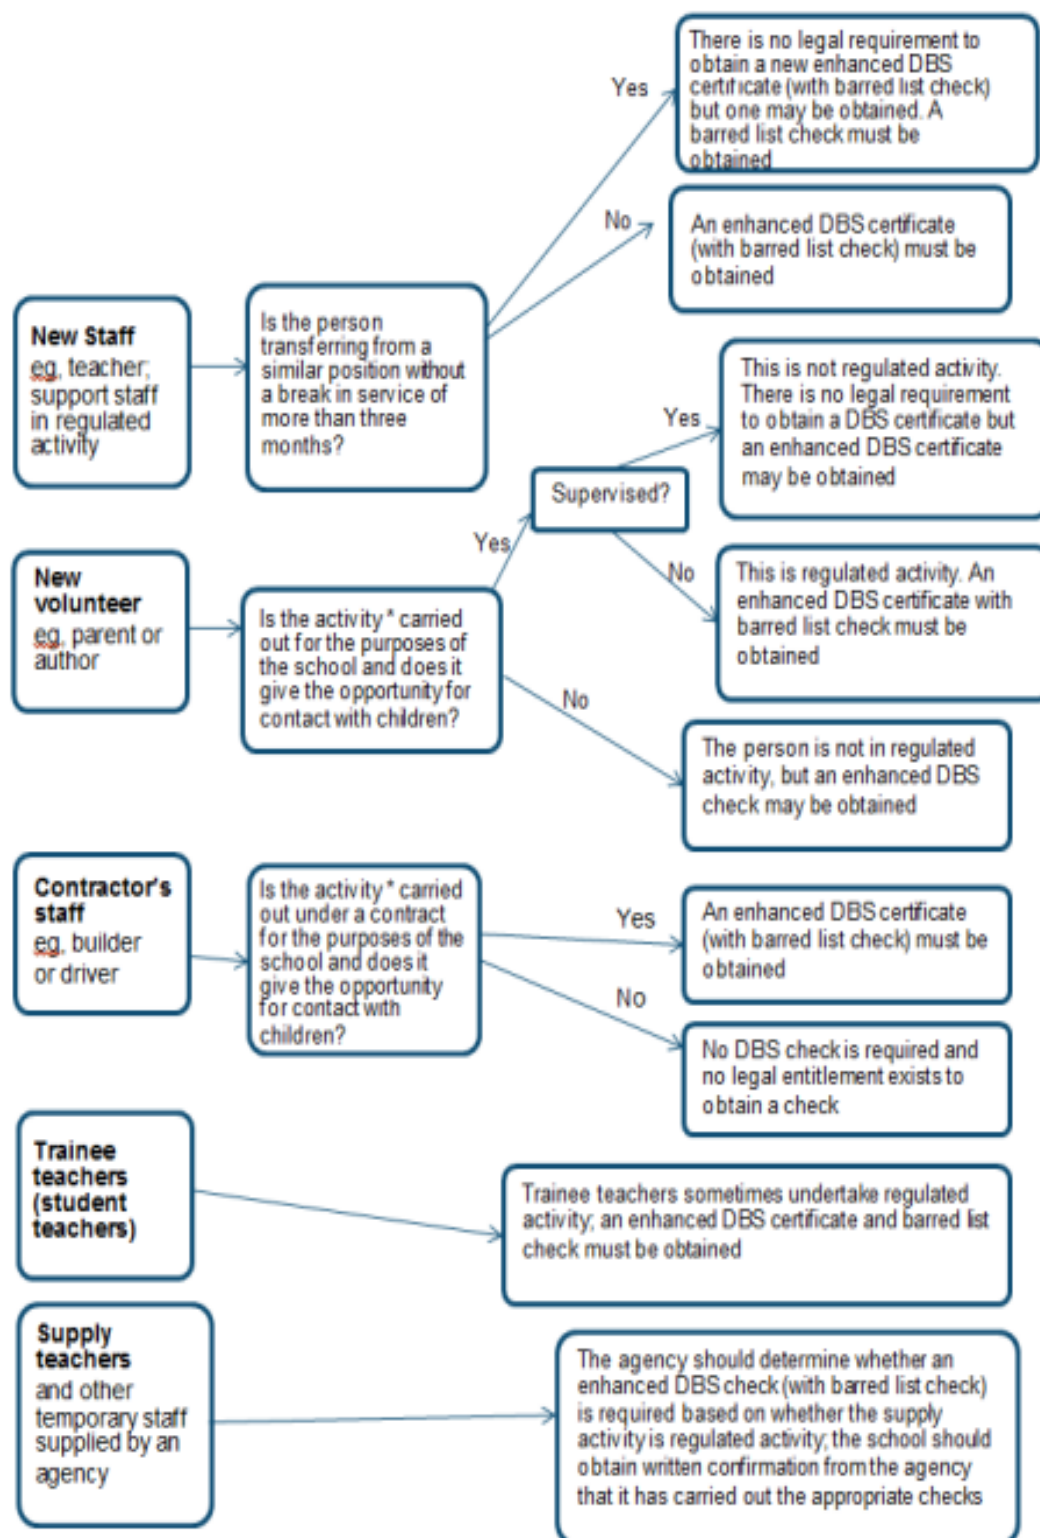 There is no legal requirement to
obtain a new enhanced DBS
certificate (with barred list check)
but one may be obtained. A
barred list check must be
obtained
Yes
No
An enhanced DBS certificate
(with barred list check) must be
obtained
New Staff
eg, teacher;
support staff
in regulated
activity
Is the person
transferring from a
similar position without
a break in service of
more than three
months?
This is not regulated activity.
There is no legal requirement
to obtain a DBS certificate but
an enhanced DBS certificate
may be obtained
Yes
Supervised?
Yes
No
This is regulated activity. An
enhanced DBS certificate with
barred list check must be
obtained
New
volunteer
eg, parent or
author
Is the activity * carried
out for the purposes of
the school and does it
give the opportunity for
contact with children?
No
The person is not in regulated
activity, but an enhanced DBS
check may be obtained
Contractor's
staff
eg, builder
or driver
Is the activity * carried
out under a contract
for the purposes of the
school and does it
give the opportunity
for contact with
children?
Yes
An enhanced DBS certificate
(with barred list check) must be
obtained
No
No DBS check is required and
no legal entitlement exists to
obtain a check
Trainee
teachers
(student
teachers)
Trainee teachers sometimes undertake regulated
activity; an enhanced DBS certificate and barred list
check must be obtained
Supply
teachers
and other
temporary staff
supplied by an
agency
The agency should determine whether an
enhanced DBS check (with barred list check)
is required based on whether the supply
activity is regulated activity; the school should
obtain written confirmation from the agency
that it has carried out the appropriate checks